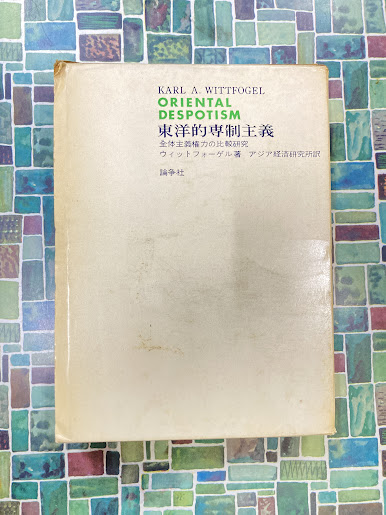 KARL A. WITTFOGEL
ORIENTAL
DESPOTISM
東洋的専制主義
全体主義権力の比較研究
ウィットフォーゲル著 アジア経済研究所訳
論争社